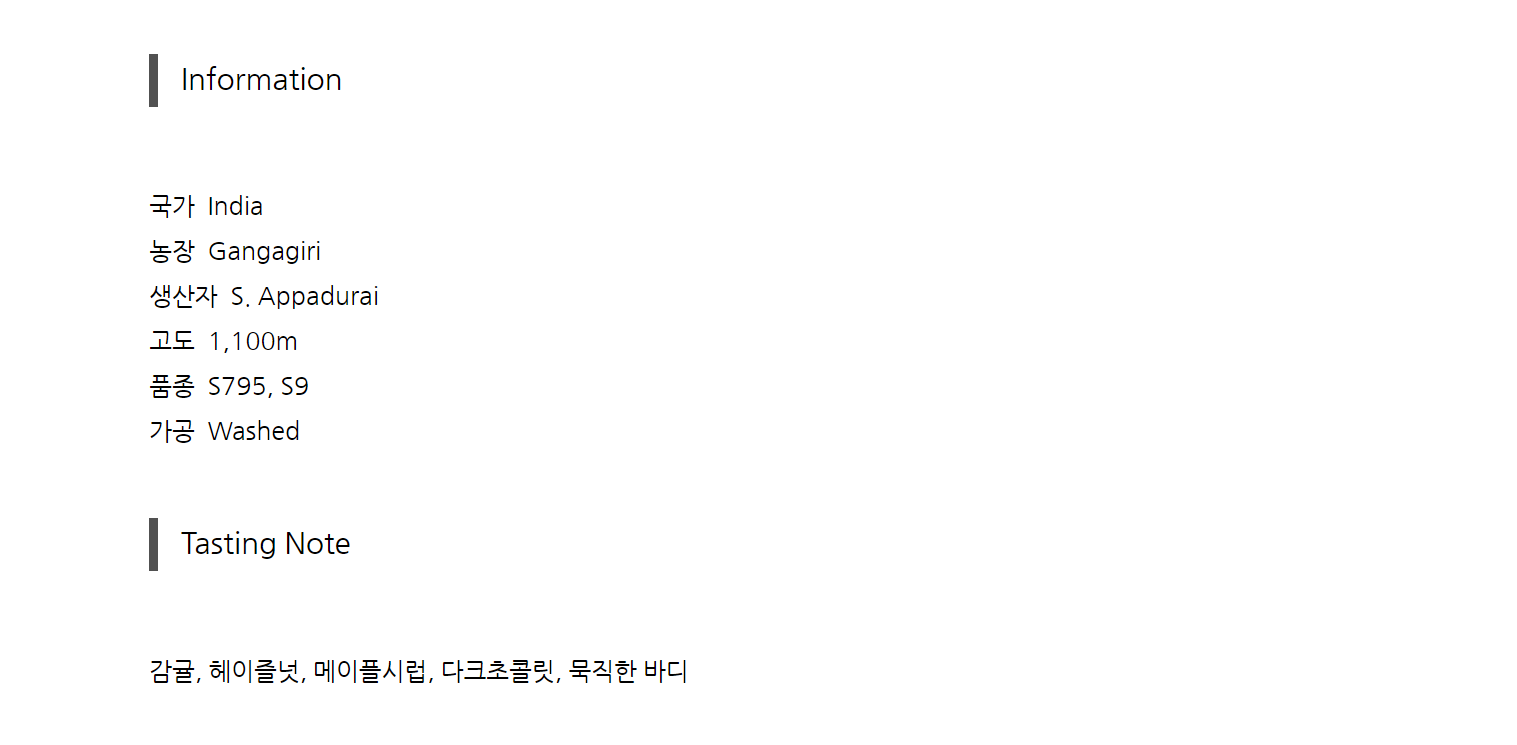 Information
국가 India
농장 Gangagiri
생산자 S. Appadurai
고도 1,100m
품종 S795, S9
가공 Washed
Tasting Note
감귤, 헤이즐넛, 메이플시럽, 다크초콜릿, 묵직한 바디